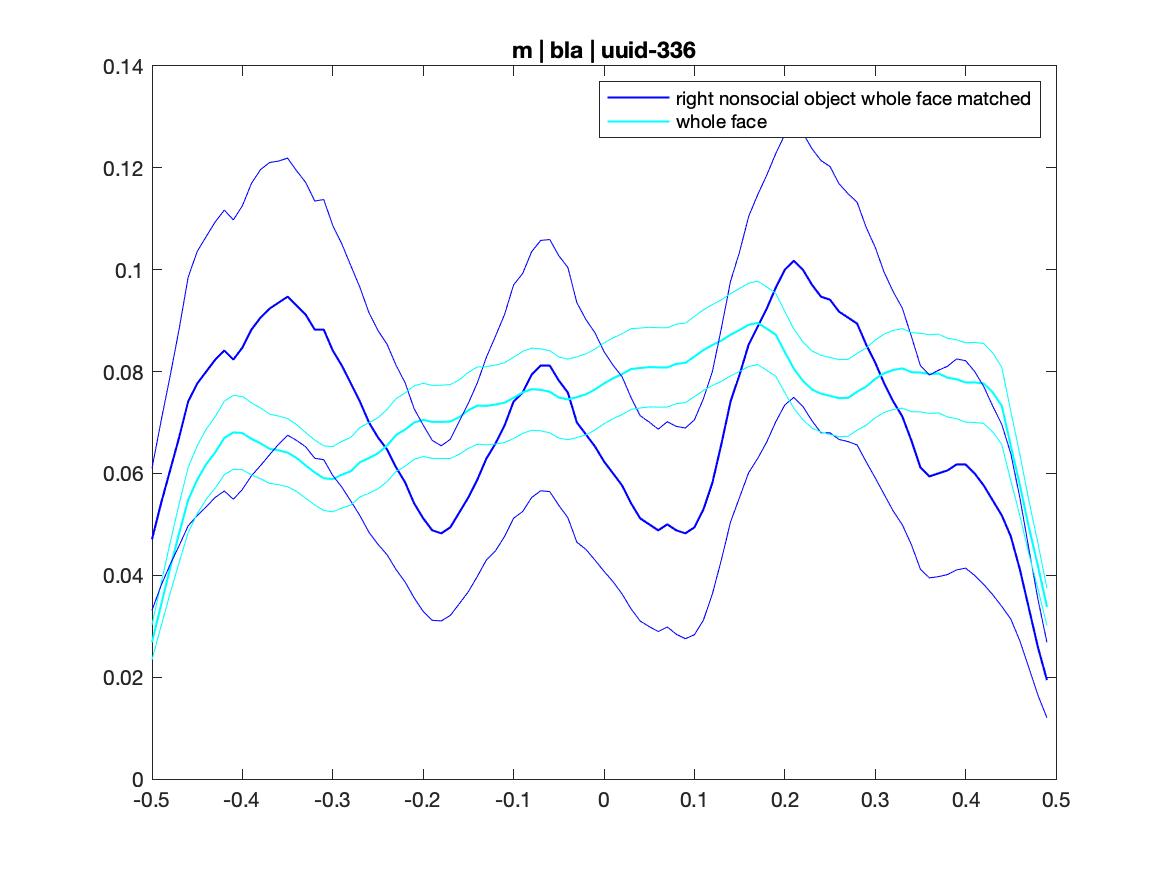 m | bla | uuid-336
right nonsocial object whole face matched
whole face
0.14
0.12
0.1
0.08
0.06
0.04
0.02
0
-0.5 -0.4 -0.3 -0.2 -0.1 0 0.1 0.2 0.3 0.4 0.5